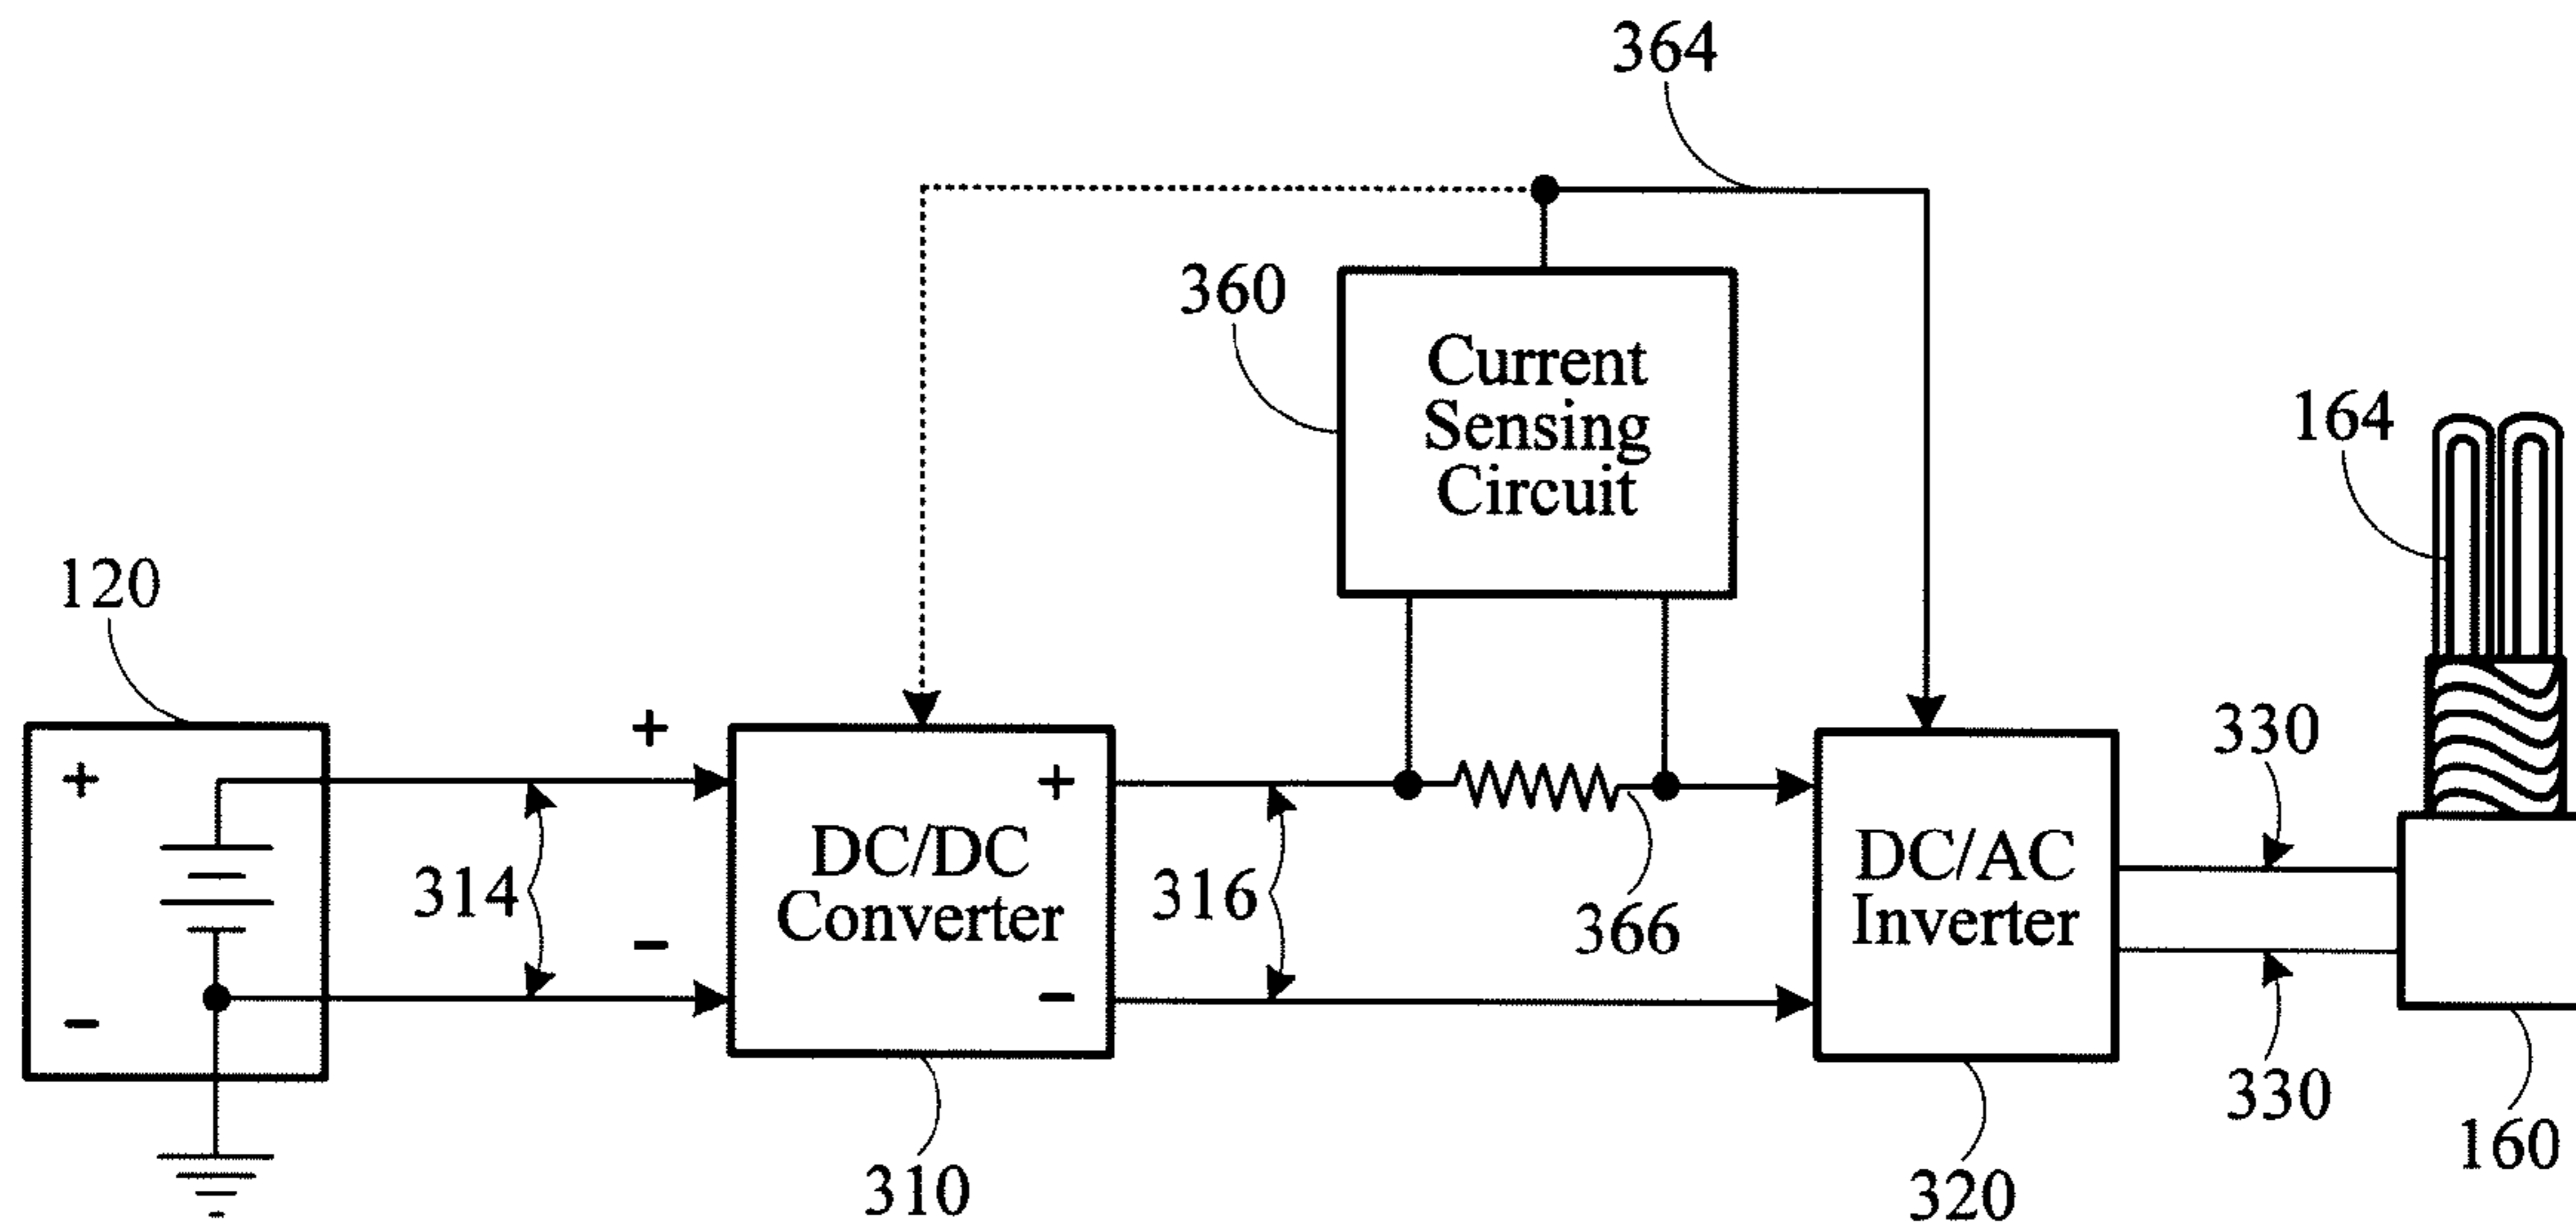 364
360
Current
Sensing
Circuit
164
120
+
-
+
-
314
DC/DC
Converter
+
-
316
366
DC/AC
Inverter
330
330
310
320
160